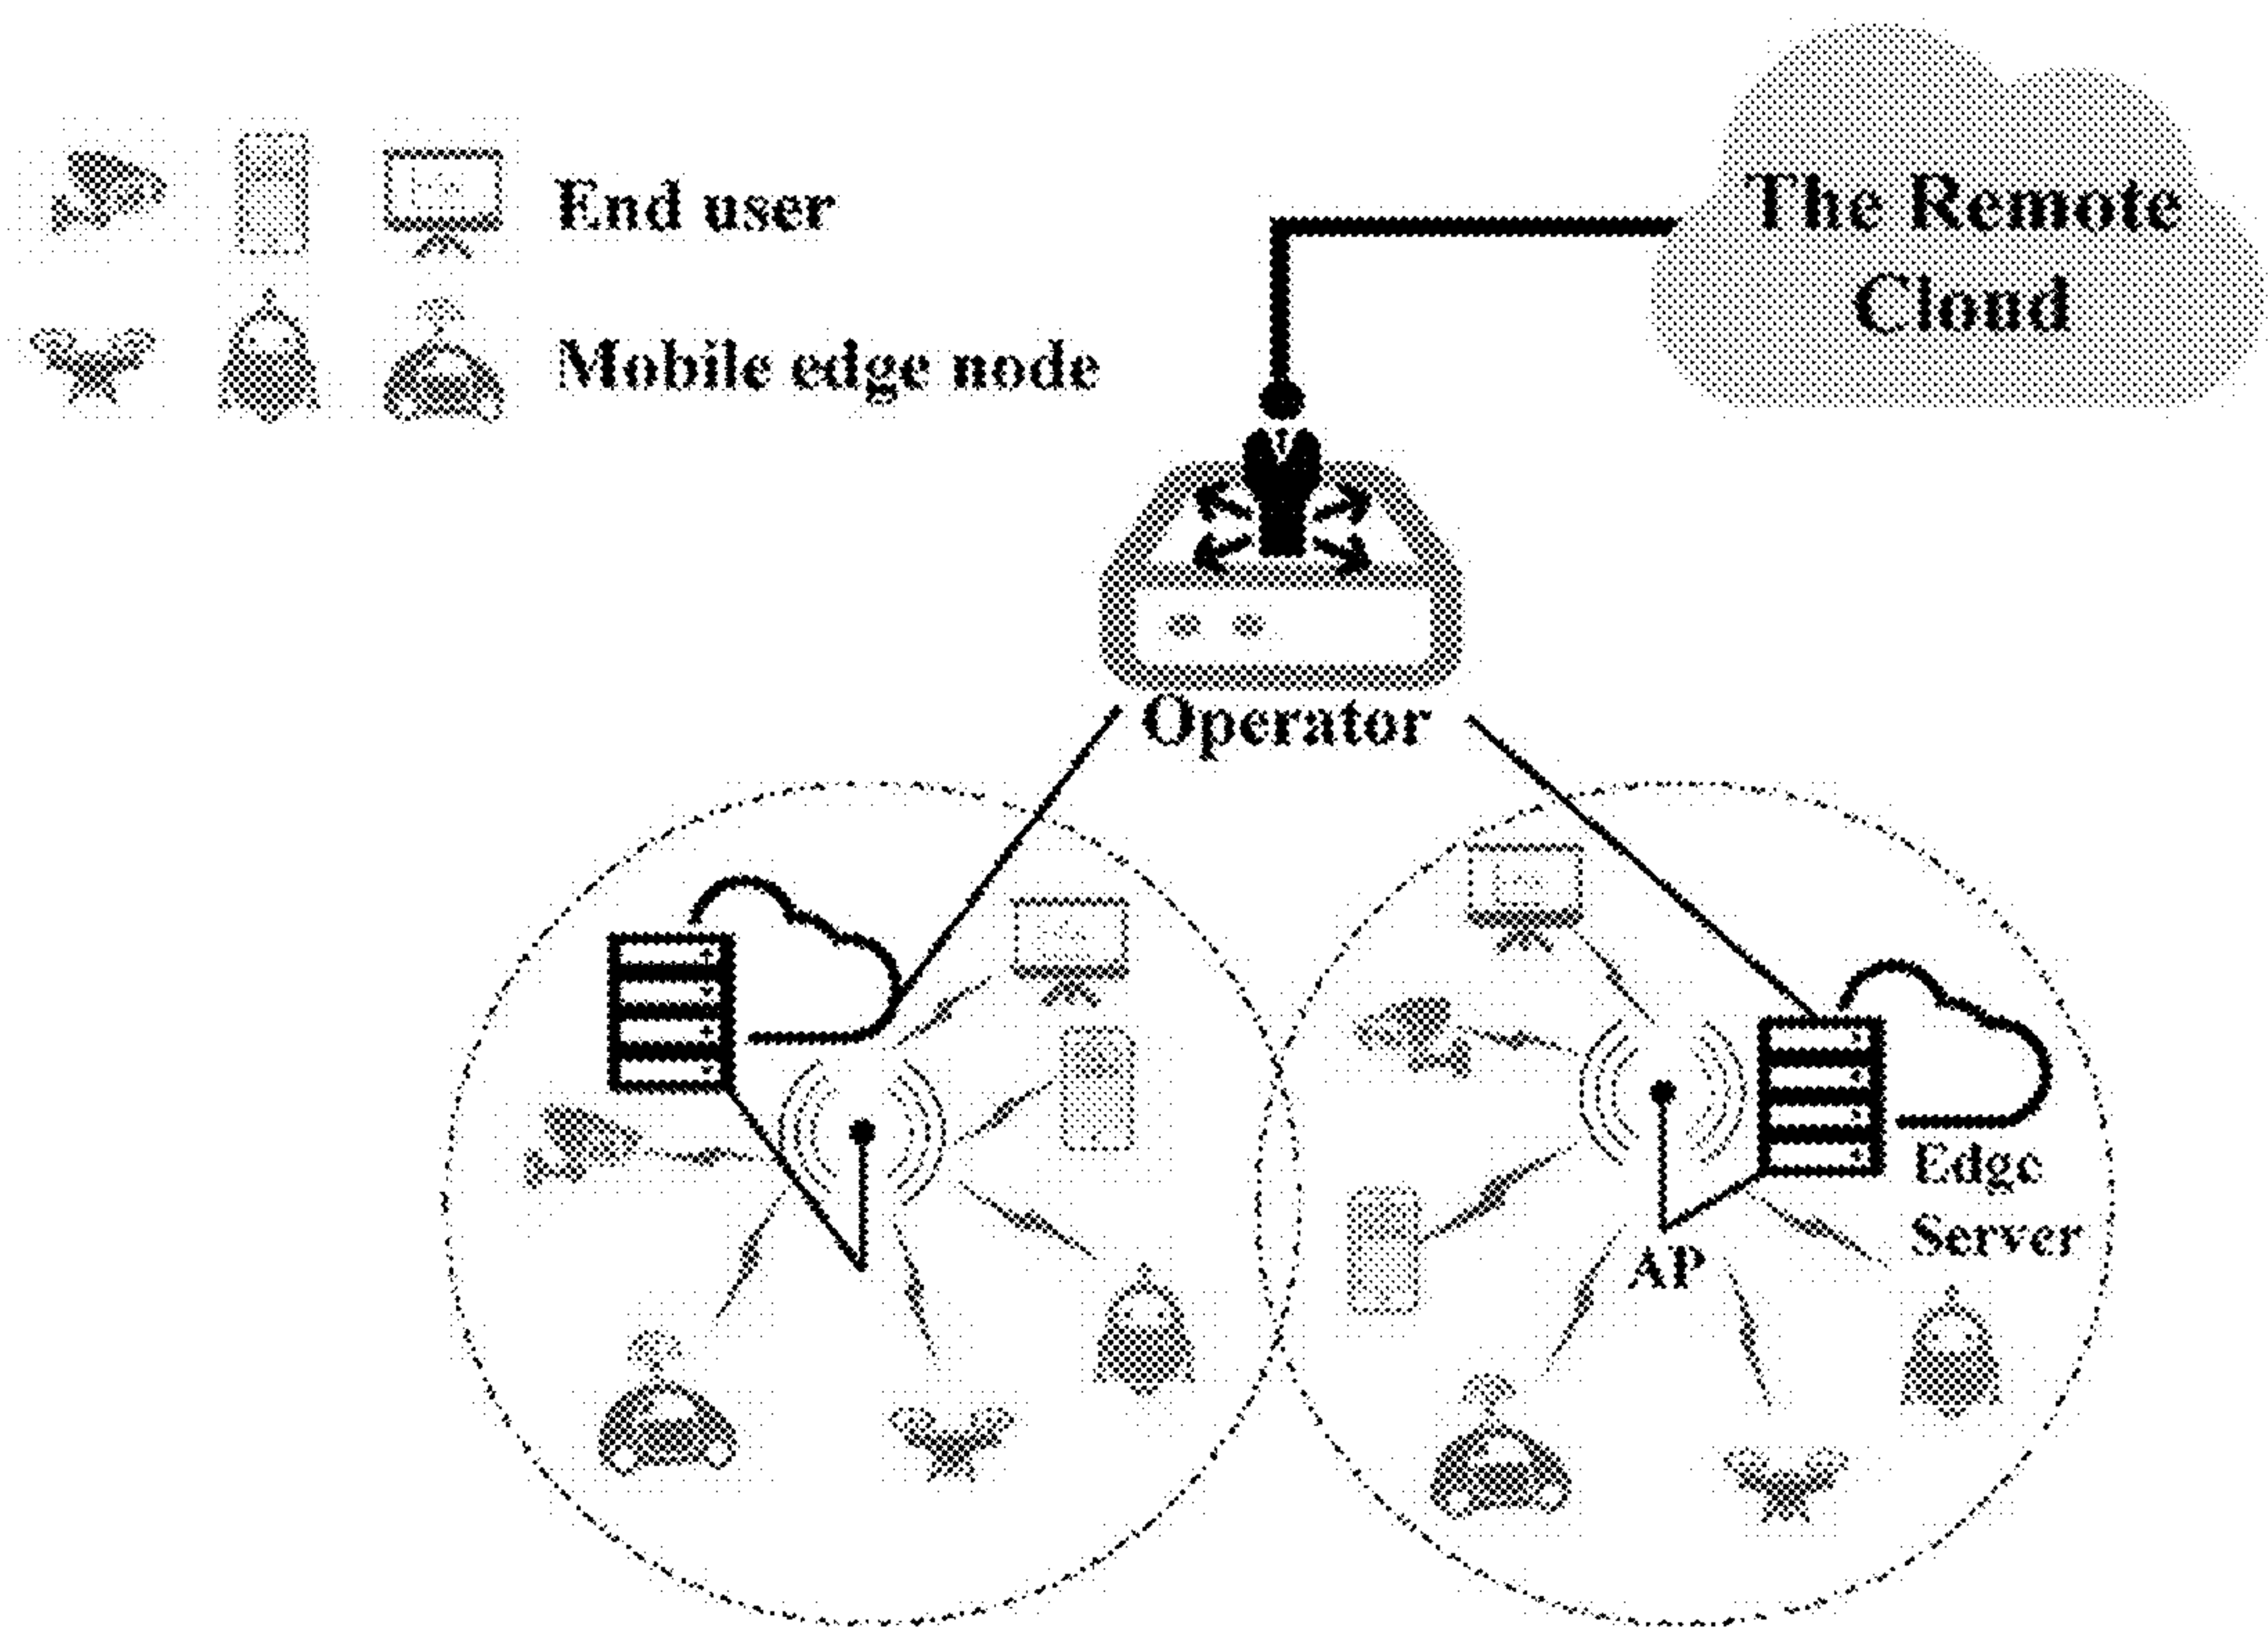 End user
The Remote
Cloud
Mobile edge node
Operator
Edge
Server
AP